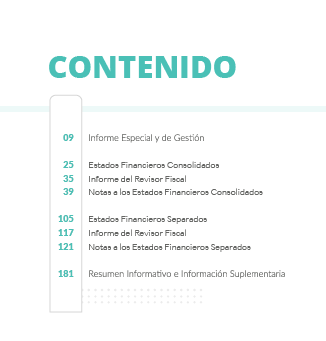 CONTENIDO
09 Informe Especial y de Gestión
25 Estados Financieros Consolidados
35 Informe del Revisor Fiscal
39 Notas a los Estados Financieros Consolidados
105 Estados Financieros Separados
117 Informe del Revisor Fiscal
121 Notas a los Estados Financieros Separados
181 Resumen Informativo e Información Suplementaria